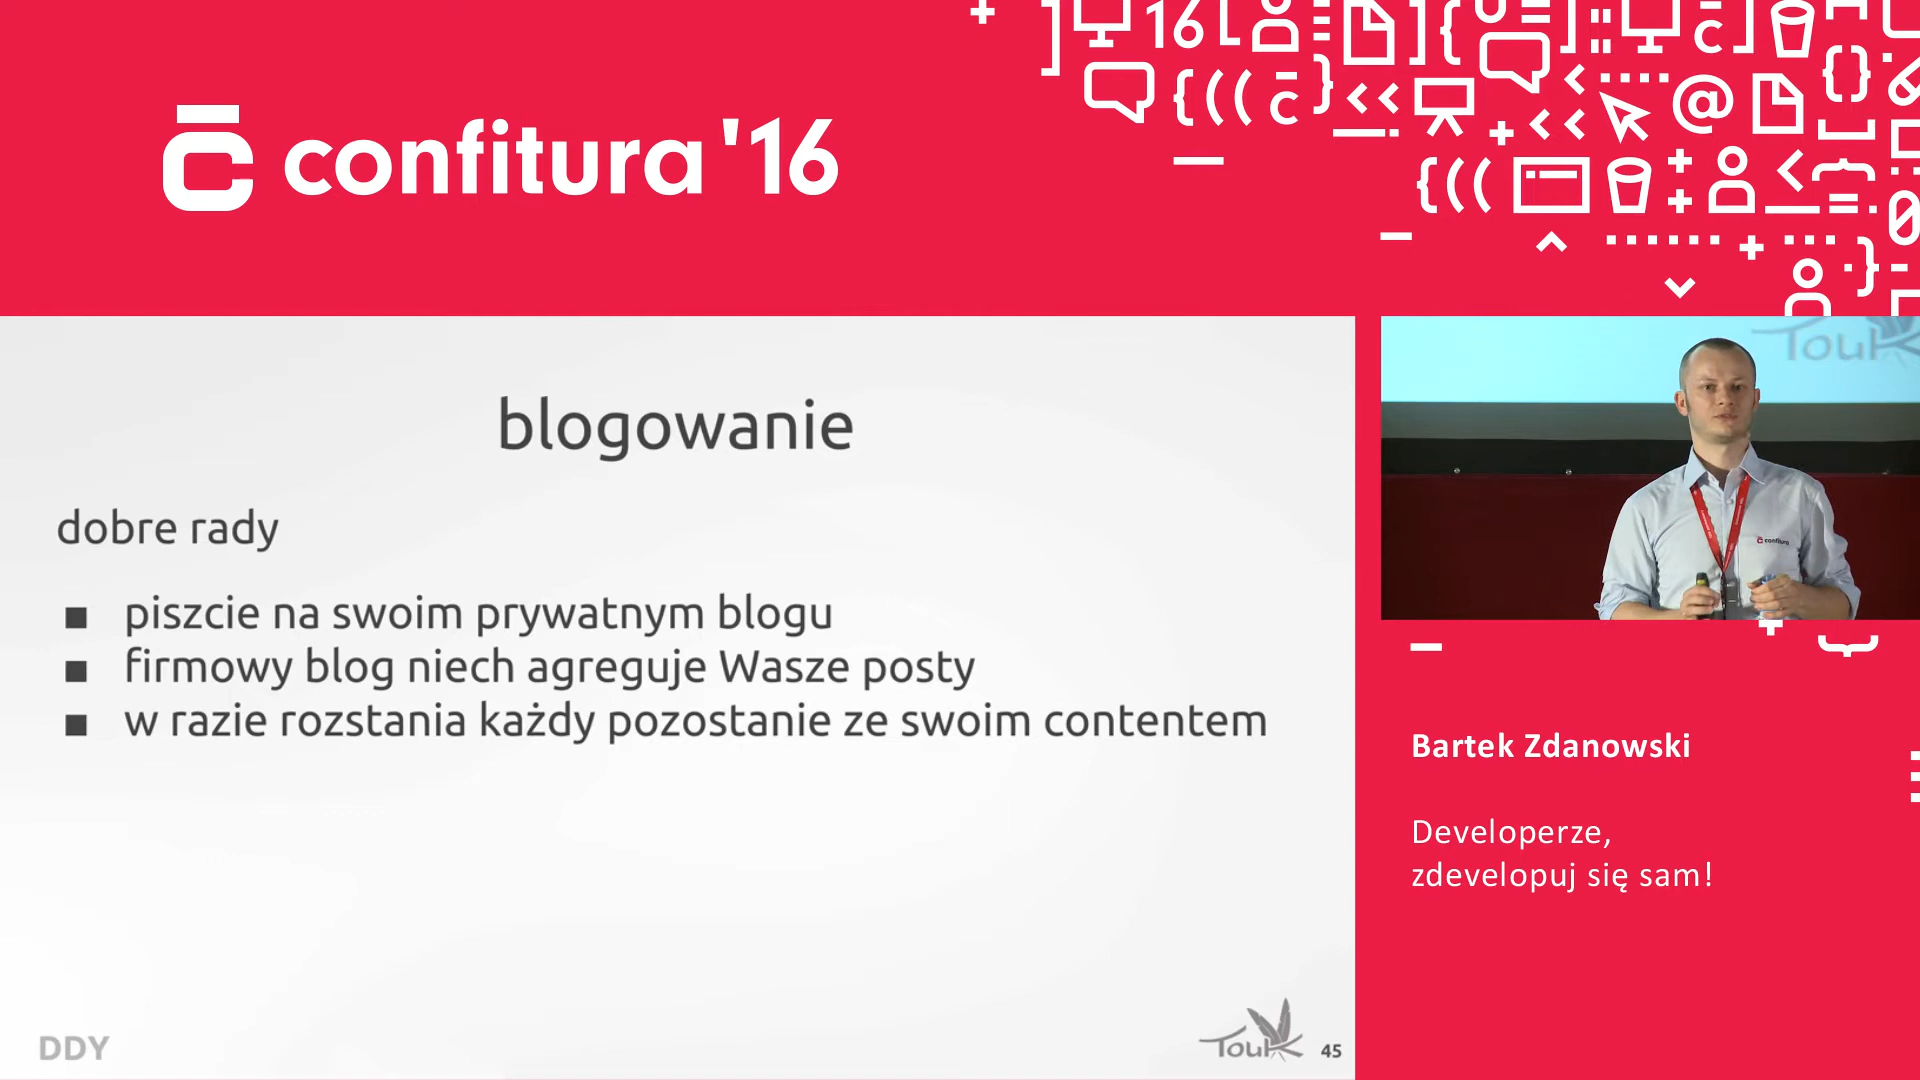 confitura '16
blogowanie
dobre rady
■ piszcie na swoim prywatnym blogu
■ firmowy blog niech agreguje Wasze posty
■ w razie rozstania każdy pozostanie ze swoim contentem
DDY
Touk
45
Touk
confitura
Bartek Zdanowski
Developerze,
zdevelopuj się sam!